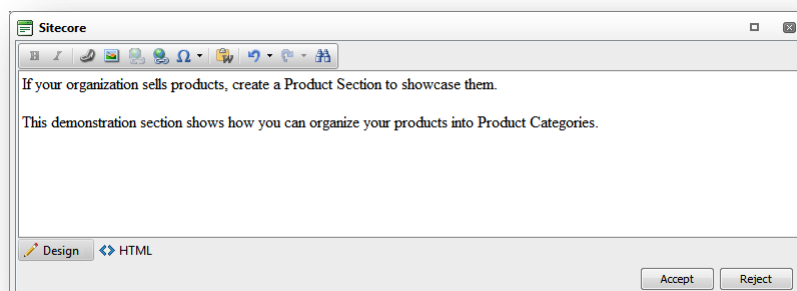 Sitecore
B I Ω
If your organization sells products, create a Product Section to showcase them.
This demonstration section shows how you can organize your products into Product Categories.
Design HTML
Accept Reject